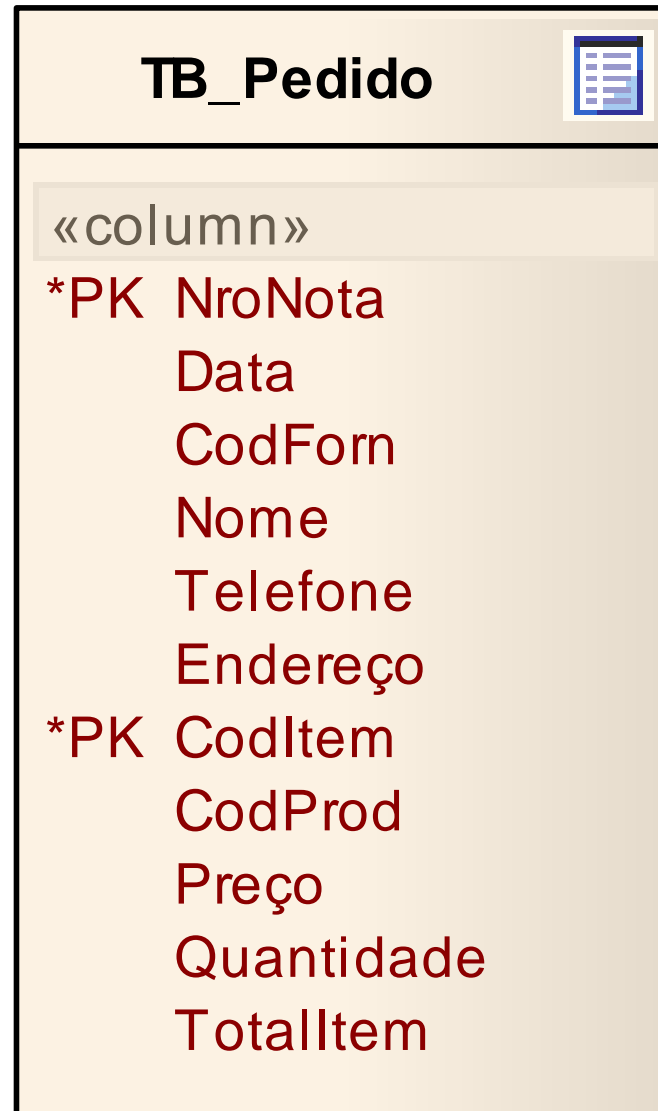 TB_Pedido
«column»
*PK NroNota
Data
CodForn
Nome
Telefone
Endereço
*PK CodItem
CodProd
Preço
Quantidade
TotalItem